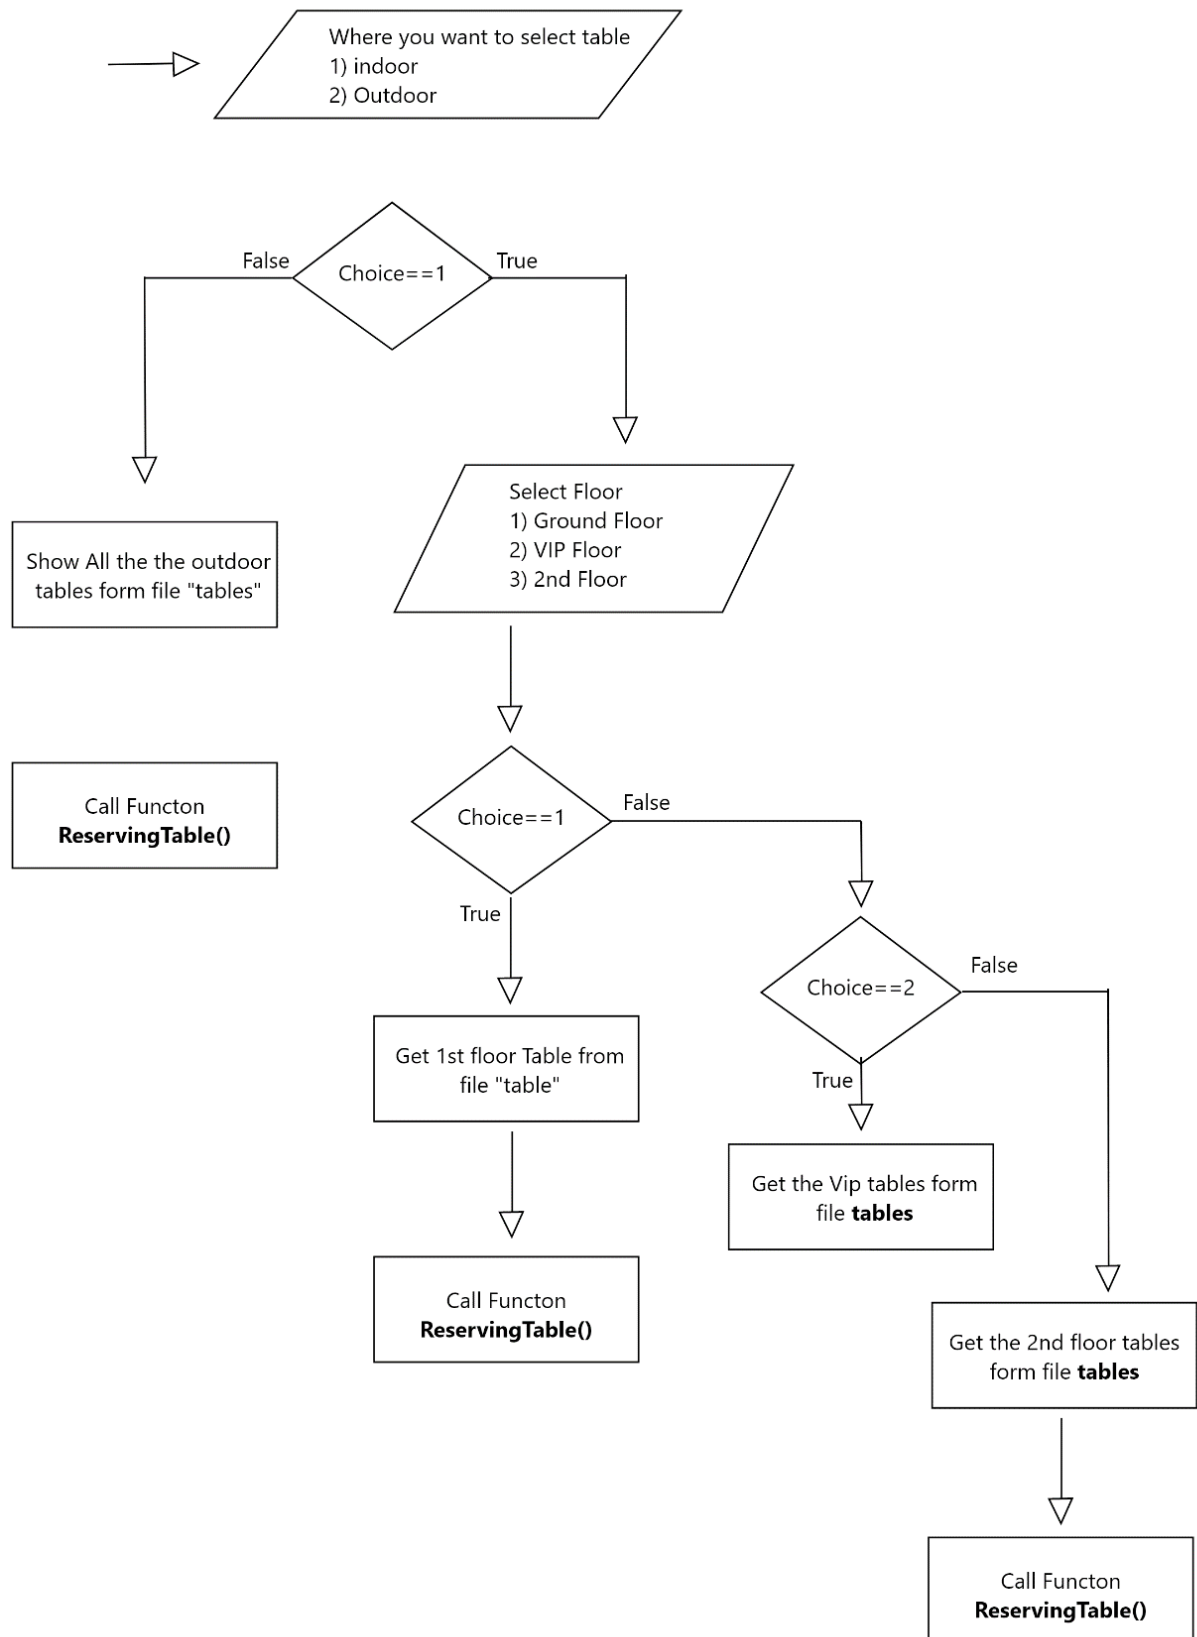 Where you want to select table
1) indoor
2) Outdoor
False
True
Choice==1
Select Floor
1) Ground Floor
2) VIP Floor
3) 2nd Floor
Show All the the outdoor
tables form file "tables"
Call Functon
ReservingTable()
Choice==1
False
True
Choice==2
False
True
Get 1st floor Table from
file "table"
Get the Vip tables form
file tables
Call Functon
ReservingTable()
Get the 2nd floor tables
form file tables
Call Functon
ReservingTable()